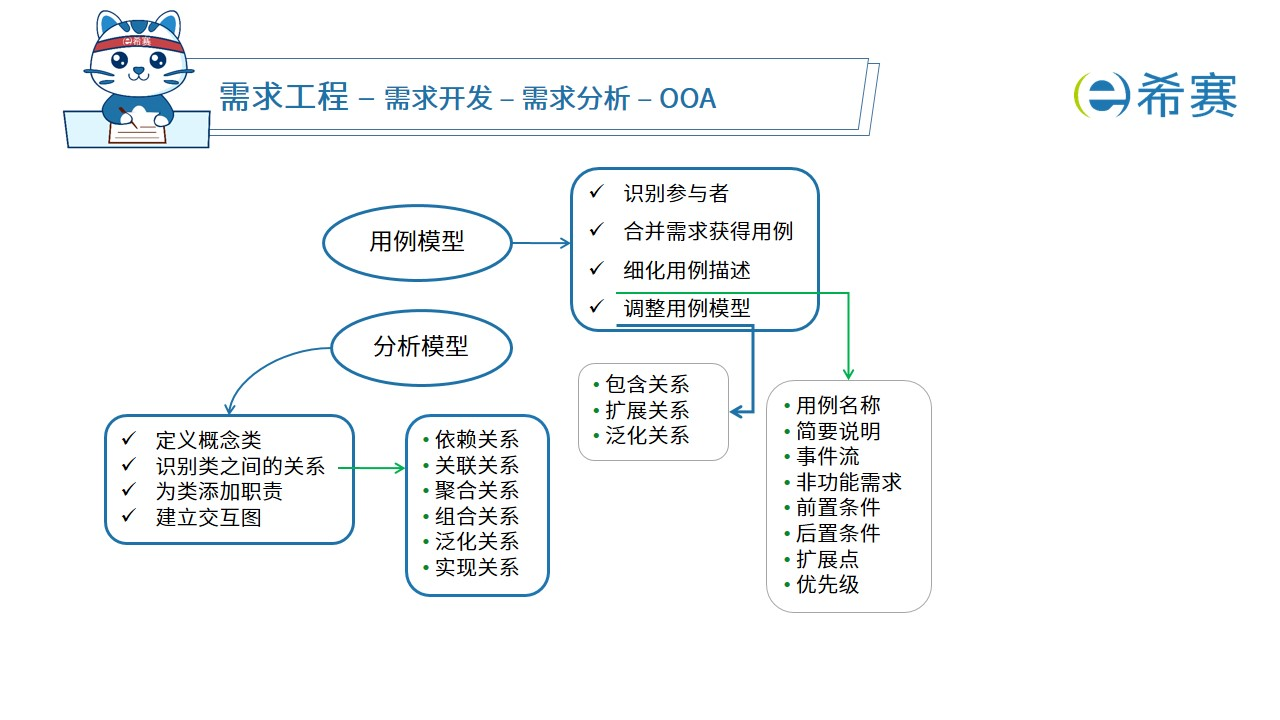 希赛
需求工程 – 需求开发 – 需求分析 – OOA
希赛
用例模型
✓ 识别参与者
✓ 合并需求获得用例
✓ 细化用例描述
✓ 调整用例模型
分析模型
• 包含关系
• 扩展关系
• 泛化关系
• 用例名称
• 简要说明
• 事件流
• 非功能需求
• 前置条件
• 后置条件
• 扩展点
• 优先级
✓ 定义概念类
✓ 识别类之间的关系
✓ 为类添加职责
✓ 建立交互图
• 依赖关系
• 关联关系
• 聚合关系
• 组合关系
• 泛化关系
• 实现关系